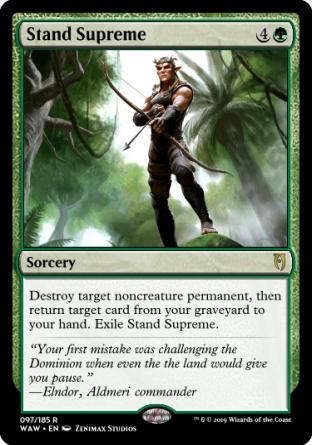 Stand Supreme 4
Sorcery
Destroy target noncreature permanent, then
return target card from your graveyard to
your hand. Exile Stand Supreme.
"Your first mistake was challenging the
Dominion when even the the land would give
you pause."
—Elndor, Aldmeri commander
097/185 R
WAW • EN ZENIMAX STUDIOS
™ & © 2019 Wizards of the Coast